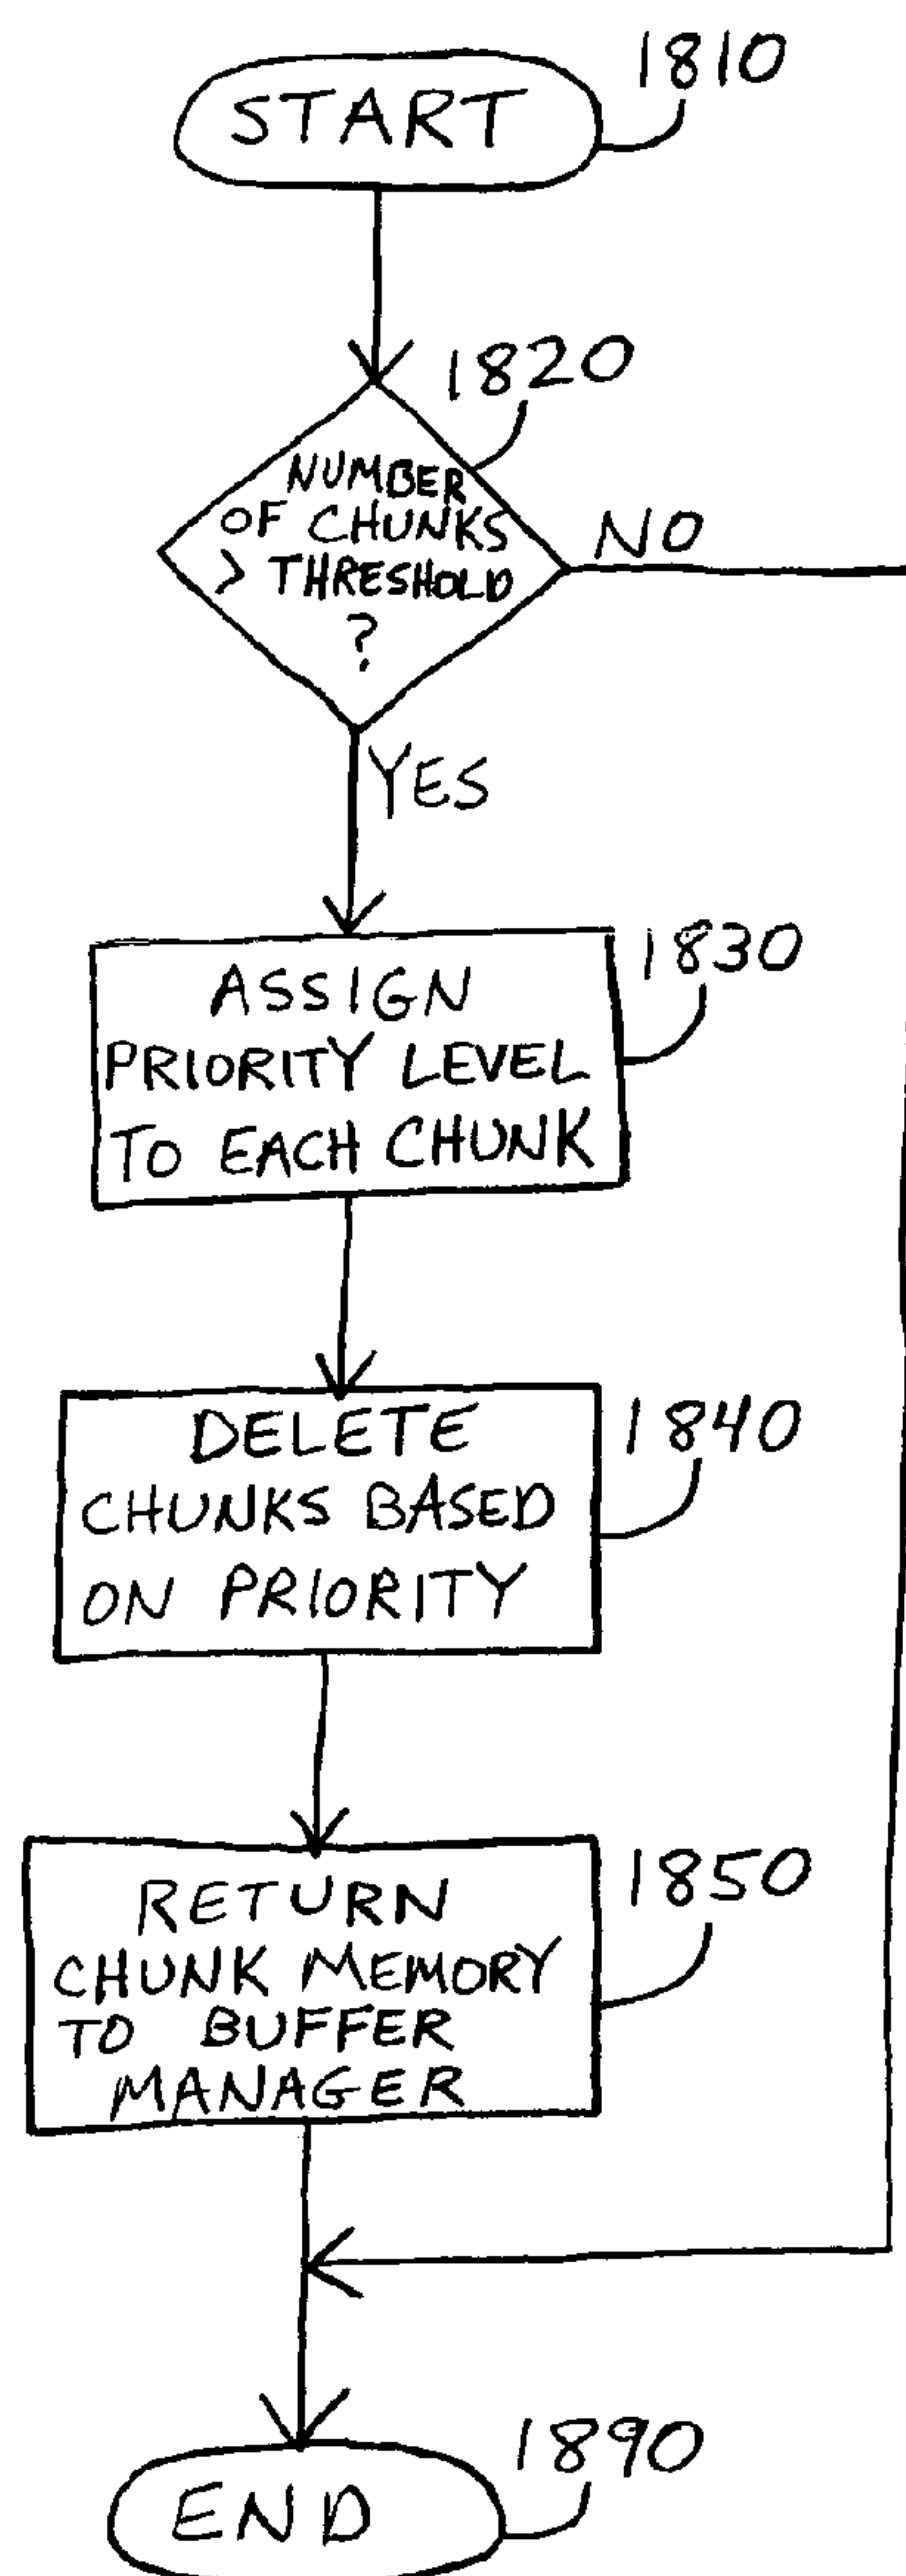 1810
START
1820
NUMBER
OF CHUNKS
> THRESHOLD
?
NO
YES
1830
ASSIGN
PRIORITY LEVEL
TO EACH CHUNK
1840
DELETE
CHUNKS BASED
ON PRIORITY
1850
RETURN
CHUNK MEMORY
TO BUFFER
MANAGER
1890
END